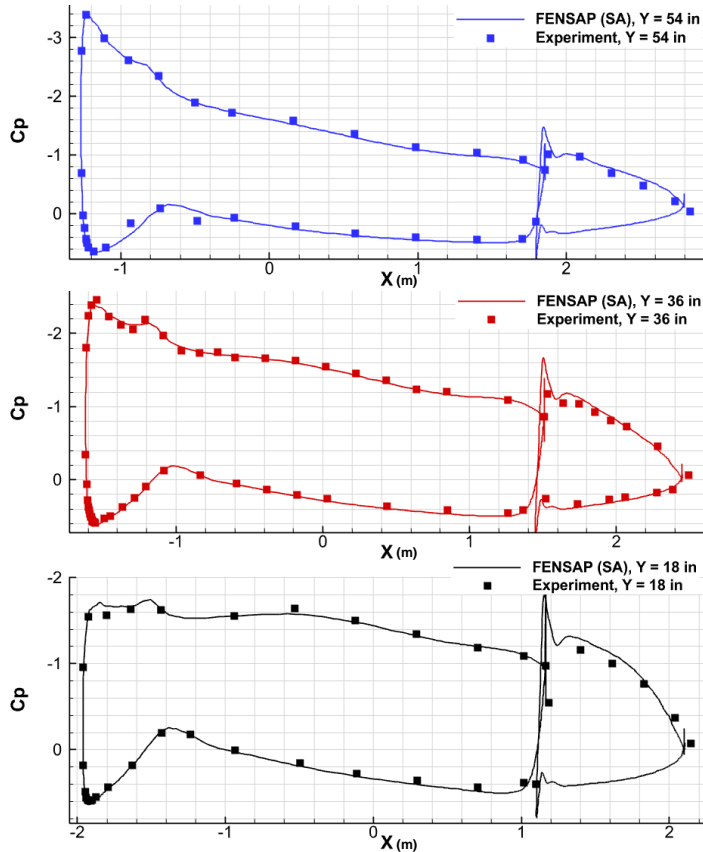 FENSAP (SA), Y = 54 in
Experiment, Y = 54 in
-3
-2
-1
0
Cp
-1
0
1
2
X (m)
FENSAP (SA), Y = 36 in
Experiment, Y = 36 in
-2
-1
0
Cp
-1
0
1
2
X (m)
FENSAP (SA), Y = 18 in
Experiment, Y = 18 in
-2
-1
0
Cp
-2
-1
0
1
2
X (m)